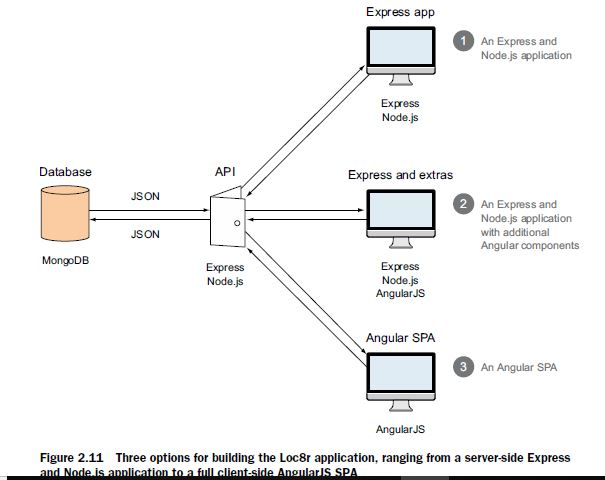 Express app
1
An Express and
Node.js application
Express
Node.js
Database
API
Express and extras
JSON
JSON
2
An Express and
Node.js application
with additional
Angular components
MongoDB
Express
Node.js
Express
Node.js
AngularJS
Angular SPA
3
An Angular SPA
AngularJS
Figure 2.11 Three options for building the Loc8r application, ranging from a server-side Express
and Node.js application to a full client-side AngularJS SPA